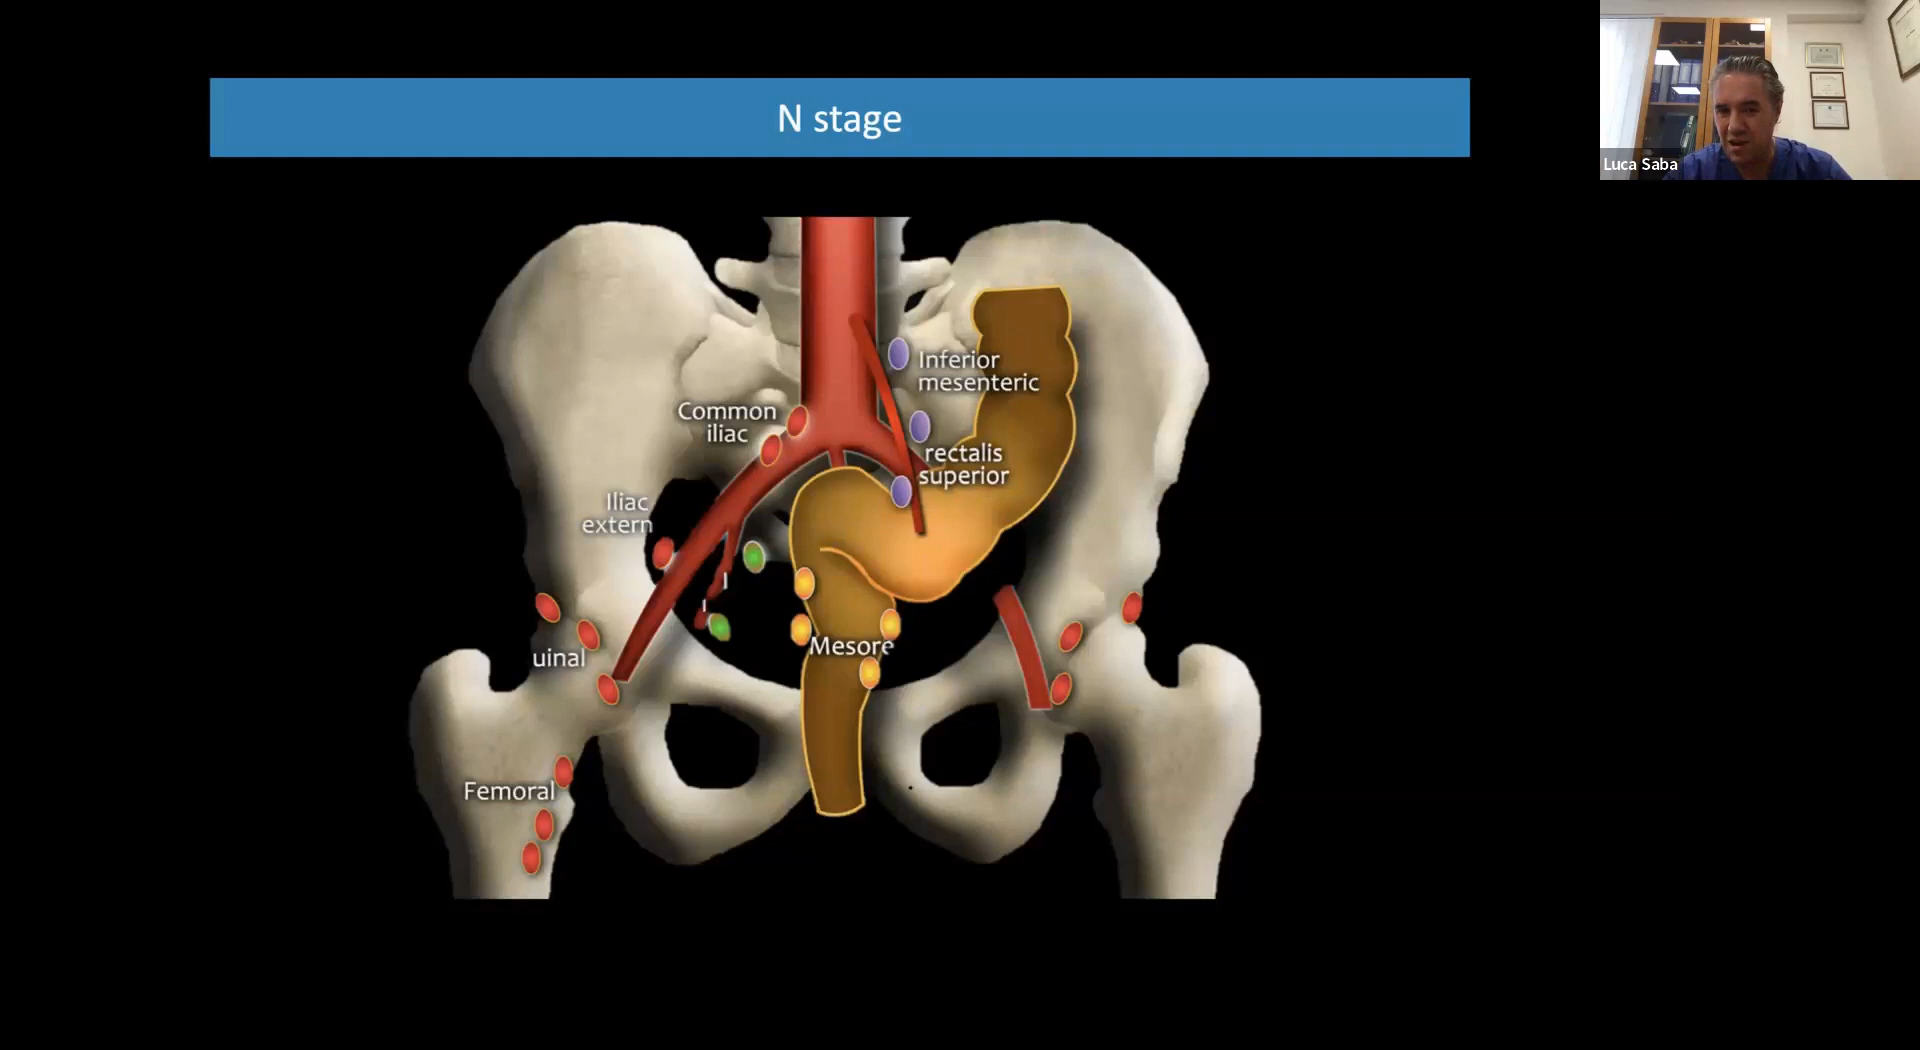 N stage
Luca Saba
Inferior
mesenteric
Common
iliac
rectalis
superior
Iliac
extern
Mesore
uinal
Femoral